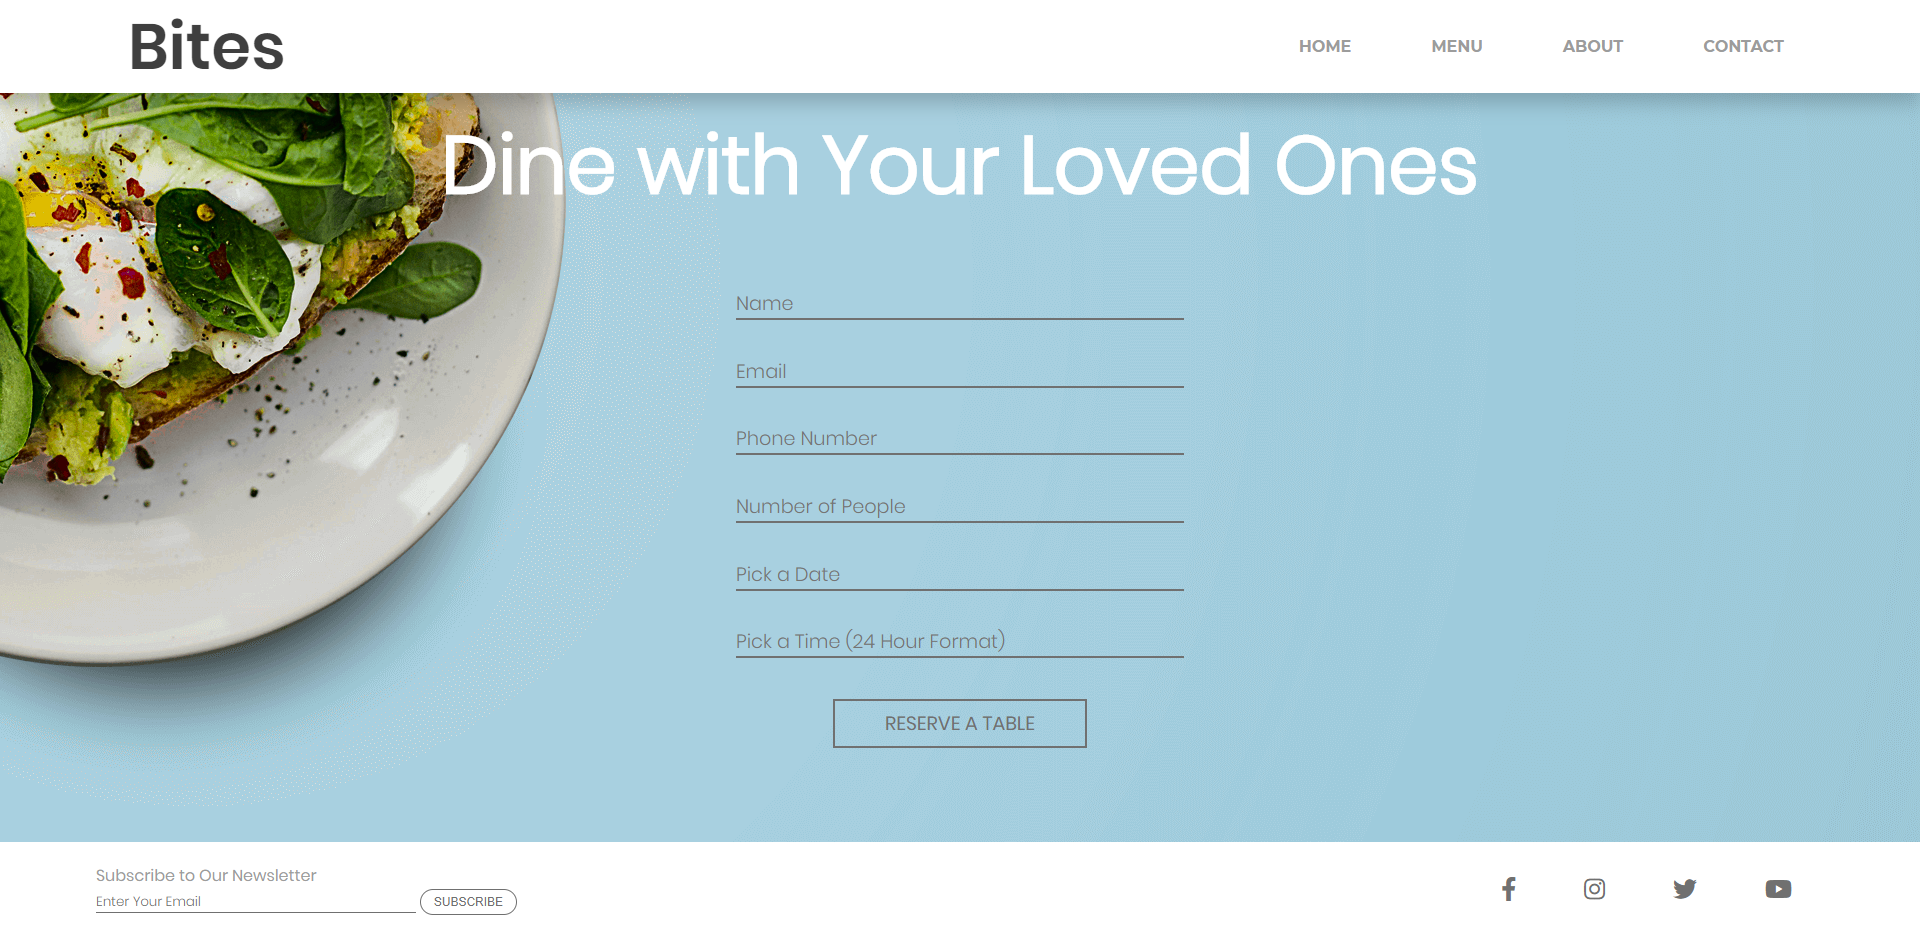 Bites
HOME MENU ABOUT CONTACT
Dine with Your Loved Ones
Name
Email
Phone Number
Number of People
Pick a Date
Pick a Time (24 Hour Format)
RESERVE A TABLE
Subscribe to Our Newsletter
Enter Your Email SUBSCRIBE